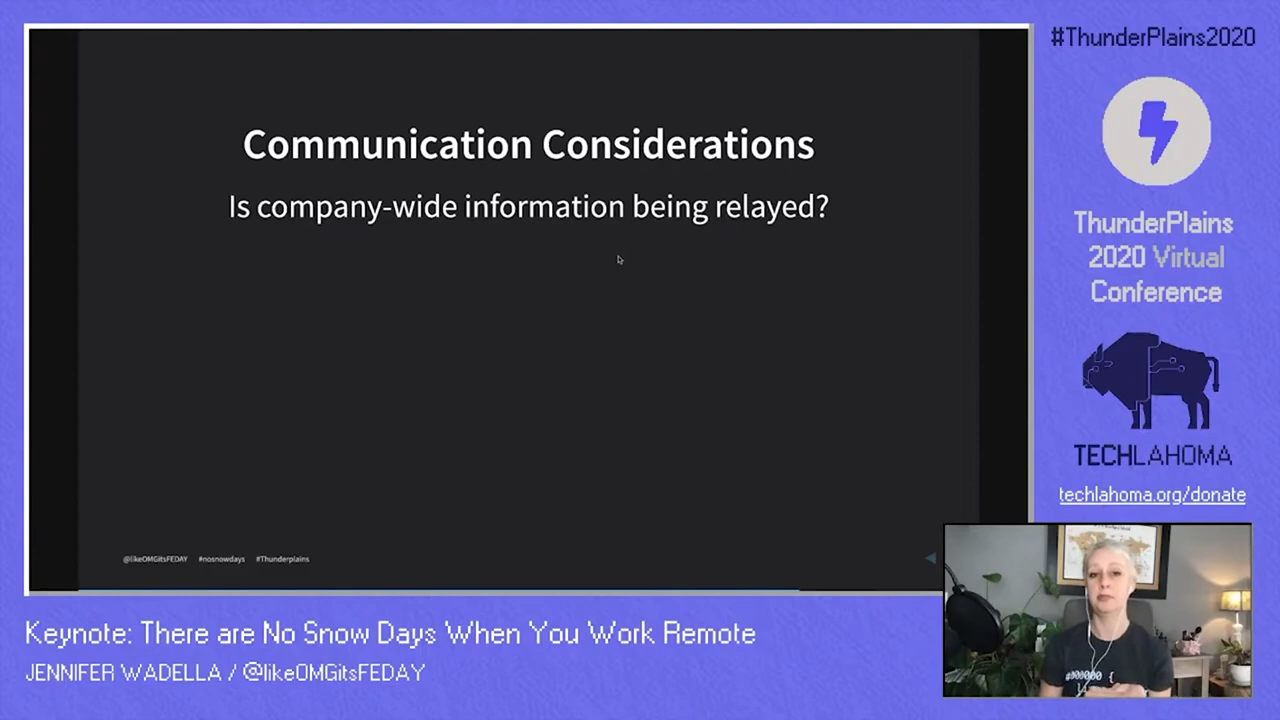 Communication Considerations
Is company-wide information being relayed?
@likeOMGitsFEDAY #nosnowdays #Thunderplains
#ThunderPlains2020
ThunderPlains
2020 Virtual
Conference
TECHLAHOMA
techlahoma.org/donate
#000000 {
Keynote: There are No Snow Days When You Work Remote
JENNIFER WADELLA / @likeOMGitsFEDAY